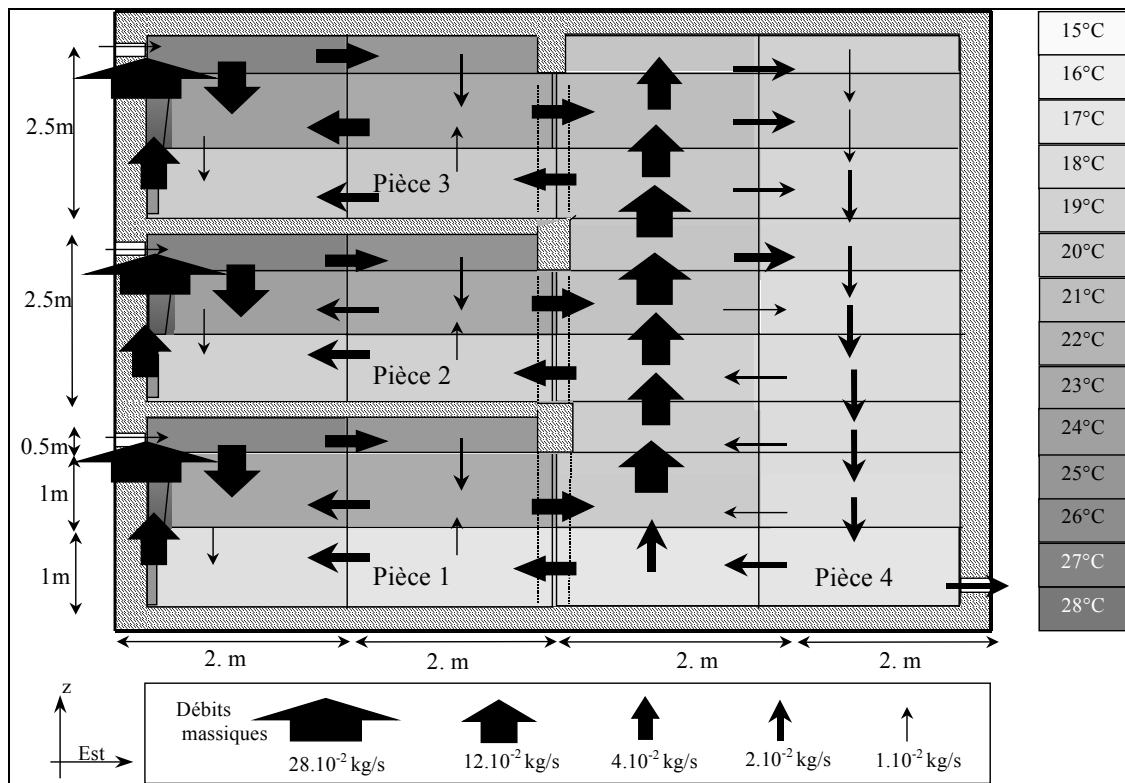 2.5m
2.5m
0.5m
1m
1m
Pièce 3
Pièce 2
Pièce 1
Pièce 4
2. m
2. m
2. m
2. m
15°C
16°C
17°C
18°C
19°C
20°C
21°C
22°C
23°C
24°C
25°C
26°C
27°C
28°C
z
Est
Débits
massiques
28.10⁻² kg/s
12.10⁻² kg/s
4.10⁻² kg/s
2.10⁻² kg/s
1.10⁻² kg/s